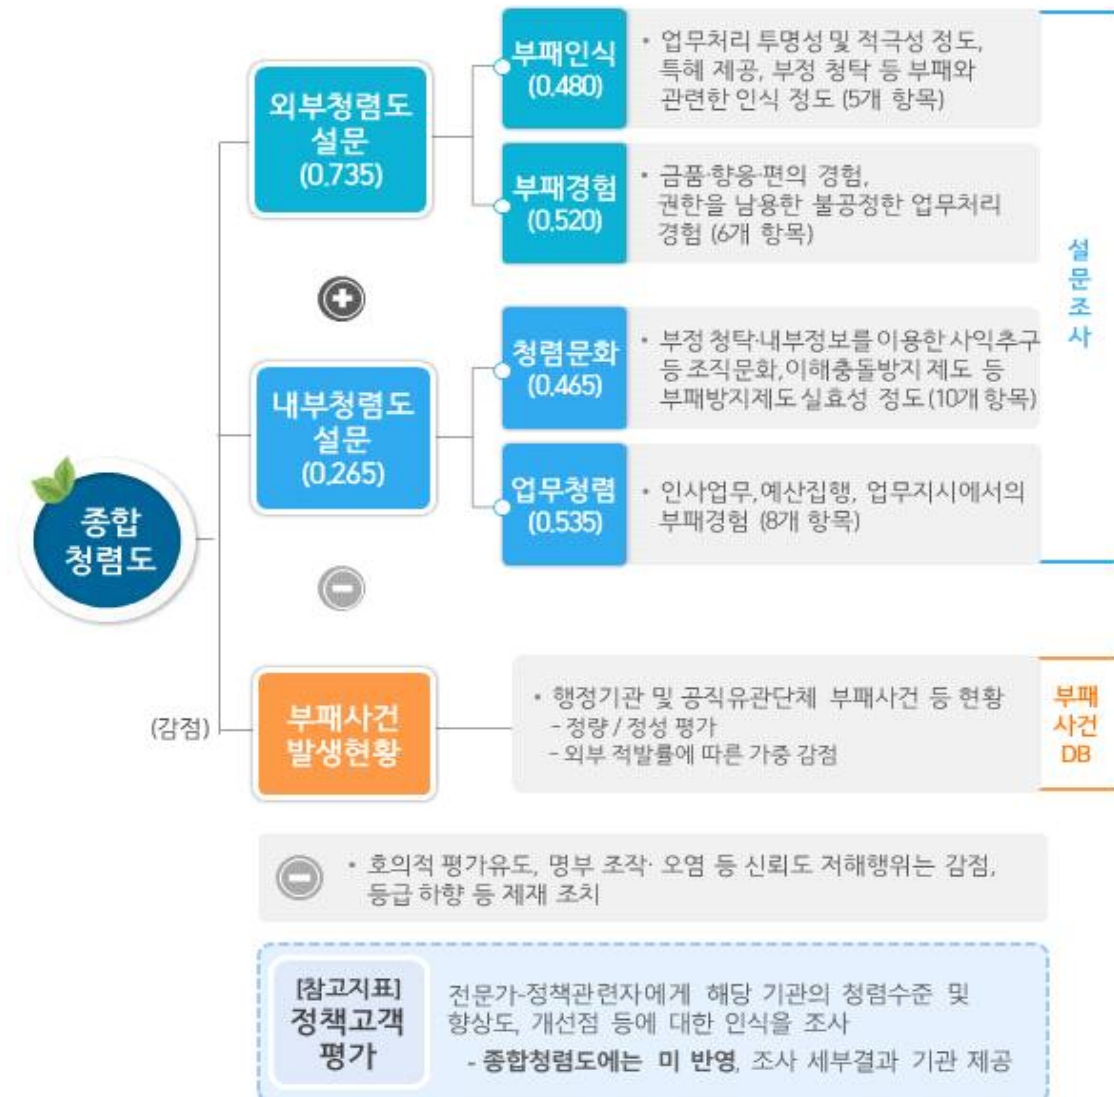 종합
청렴도
외부청렴도
설문
(0.735)
부패인식
(0.480)
• 업무처리 투명성 및 적극성 정도,
특혜 제공, 부정 청탁 등 부패와
관련한 인식 정도 (5개 항목)
부패경험
(0.520)
• 금품·향응·편의 경험,
권한을 남용한 불공정한 업무처리
경험 (6개 항목)
내부청렴도
설문
(0.265)
청렴문화
(0.465)
• 부정 청탁·내부정보를 이용한 사익추구
등 조직문화,이해충돌방지 제도 등
부패방지제도 실효성 정도 (10개 항목)
업무청렴
(0.535)
• 인사업무, 예산집행, 업무지시에서의
부패경험 (8개 항목)
설
문
조
사
(감점)
부패사건
발생현황
• 행정기관 및 공직유관단체 부패사건 등 현황
- 정량 / 정성 평가
- 외부 적발률에 따른 가중 감점
부패
사건
DB
• 호의적 평가유도, 명부 조작· 오염 등 신뢰도 저해행위는 감점,
등급 하향 등 제재 조치
[참고지표]
정책고객
평가
전문가-정책관련자에게 해당 기관의 청렴수준 및
향상도, 개선점 등에 대한 인식을 조사
- 종합청렴도에는 미 반영, 조사 세부결과 기관 제공